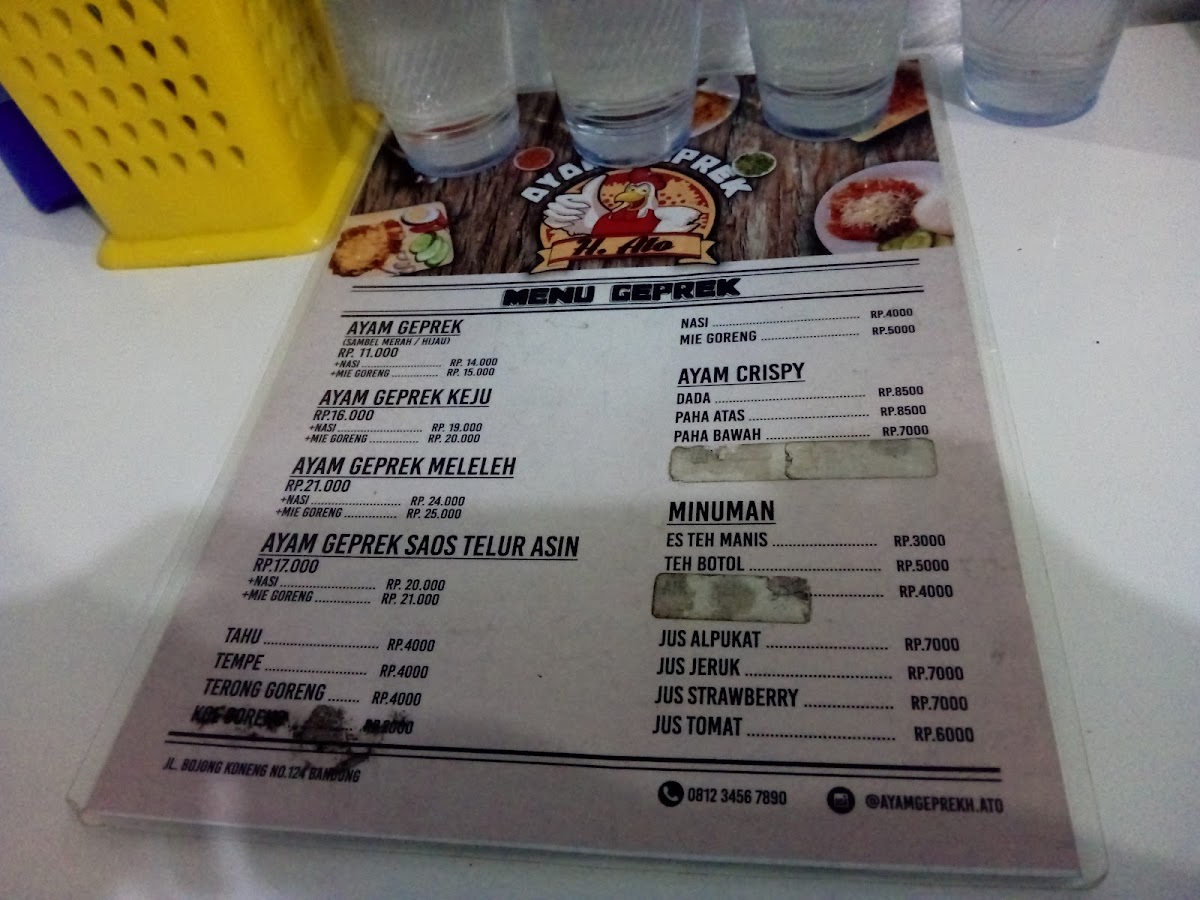 AYAM GEPREK
H. Ato
MENU GEPREK
AYAM GEPREK
(SAMBEL MERAH / HIJAU)
RP. 11.000
+NASI RP. 14.000
+MIE GORENG RP. 15.000
AYAM GEPREK KEJU
RP.16.000
+NASI RP. 19.000
+MIE GORENG RP. 20.000
AYAM GEPREK MELELEH
RP.21.000
+NASI RP. 24.000
+MIE GORENG RP. 25.000
AYAM GEPREK SAOS TELUR ASIN
RP.17.000
+NASI RP. 20.000
+MIE GORENG RP. 21.000
TAHU RP.4000
TEMPE RP.4000
TERONG GORENG RP.4000
GORENG
NASI RP.4000
MIE GORENG RP.5000
AYAM CRISPY
DADA RP.8500
PAHA ATAS RP.8500
PAHA BAWAH RP.7000
MINUMAN
ES TEH MANIS RP.3000
TEH BOTOL RP.5000
RP.4000
JUS ALPUKAT RP.7000
JUS JERUK RP.7000
JUS STRAWBERRY RP.7000
JUS TOMAT RP.6000
JL. BOJONG KONENG NO.124 BANDUNG
0812 3456 7890
@AYAMGEPREKH.ATO